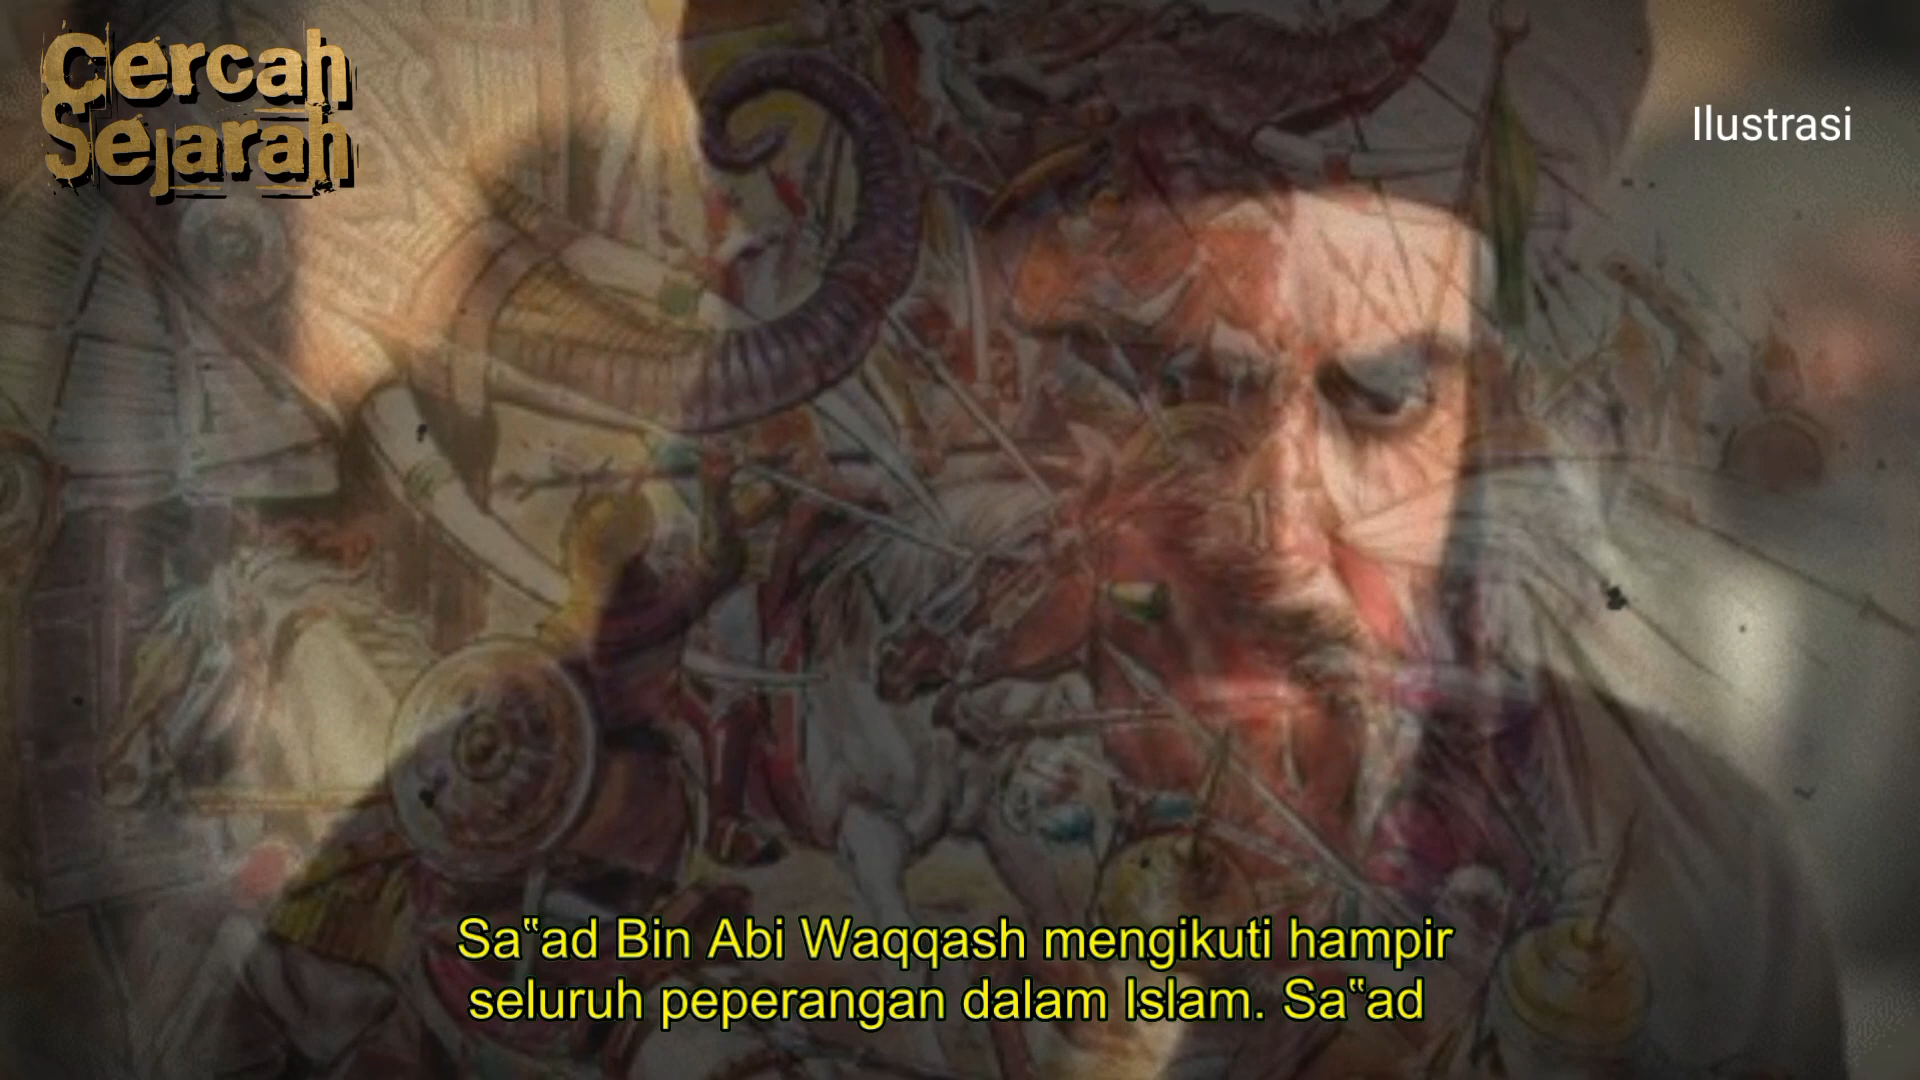 Cercah
Sejarah
Ilustrasi
Sa‟ad Bin Abi Waqqash mengikuti hampir
seluruh peperangan dalam Islam. Sa‟ad